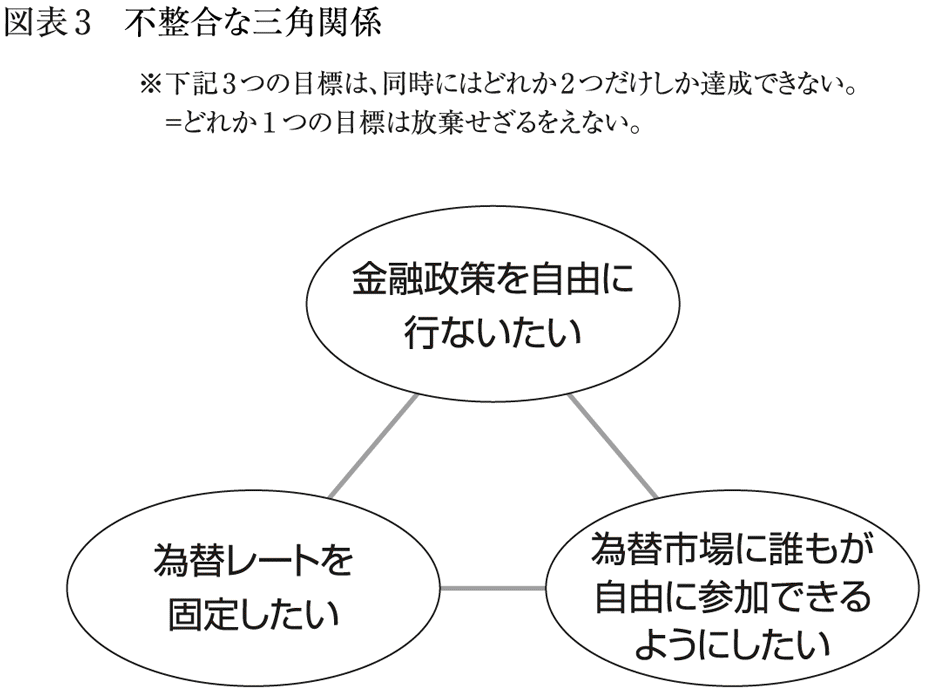 図表3 不整合な三角関係
※下記3つの目標は、同時にはどれか2つだけしか達成できない。
=どれか1つの目標は放棄せざるをえない。
金融政策を自由に
行ないたい
為替レートを
固定したい
為替市場に誰もが
自由に参加できる
ようにしたい